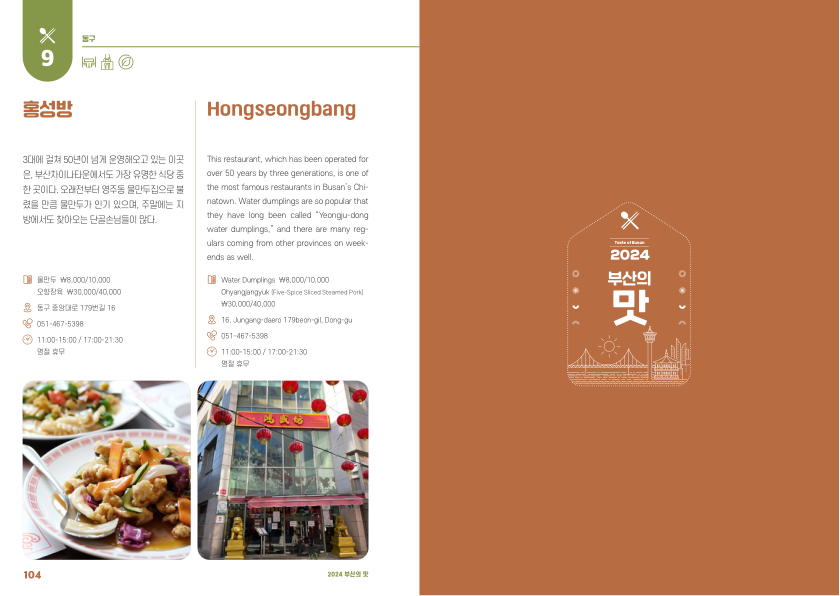 9
동구
홍성방
3대에 걸쳐 50년이 넘게 운영해오고 있는 이곳
은, 부산차이나타운에서도 가장 유명한 식당 중
한 곳이다. 오래전부터 영주동 물만두집으로 불
렸을 만큼 물만두가 인기 있으며, 주말에는 지
방에서도 찾아오는 단골손님들이 많다.
물만두 ₩8,000/10,000
오향장육 ₩30,000/40,000
동구 중앙대로 179번길 16
051-467-5398
11:00-15:00 / 17:00-21:30
명절 휴무
Hongseongbang
This restaurant, which has been operated for
over 50 years by three generations, is one of
the most famous restaurants in Busan's Chi-
natown. Water dumplings are so popular that
they have long been called "Yeongju-dong
water dumplings," and there are many reg-
ulars coming from other provinces on week-
ends as well.
Water Dumplings ₩8,000/10,000
Ohyangjangyuk (Five-Spice Sliced Steamed Pork)
₩30,000/40,000
16, Jungang-daero 179beon-gil, Dong-gu
051-467-5398
11:00-15:00 / 17:00-21:30
명절 휴무
鴻盛坊
104
2024 부산의 맛
Taste of Busan
2024
부산의
맛